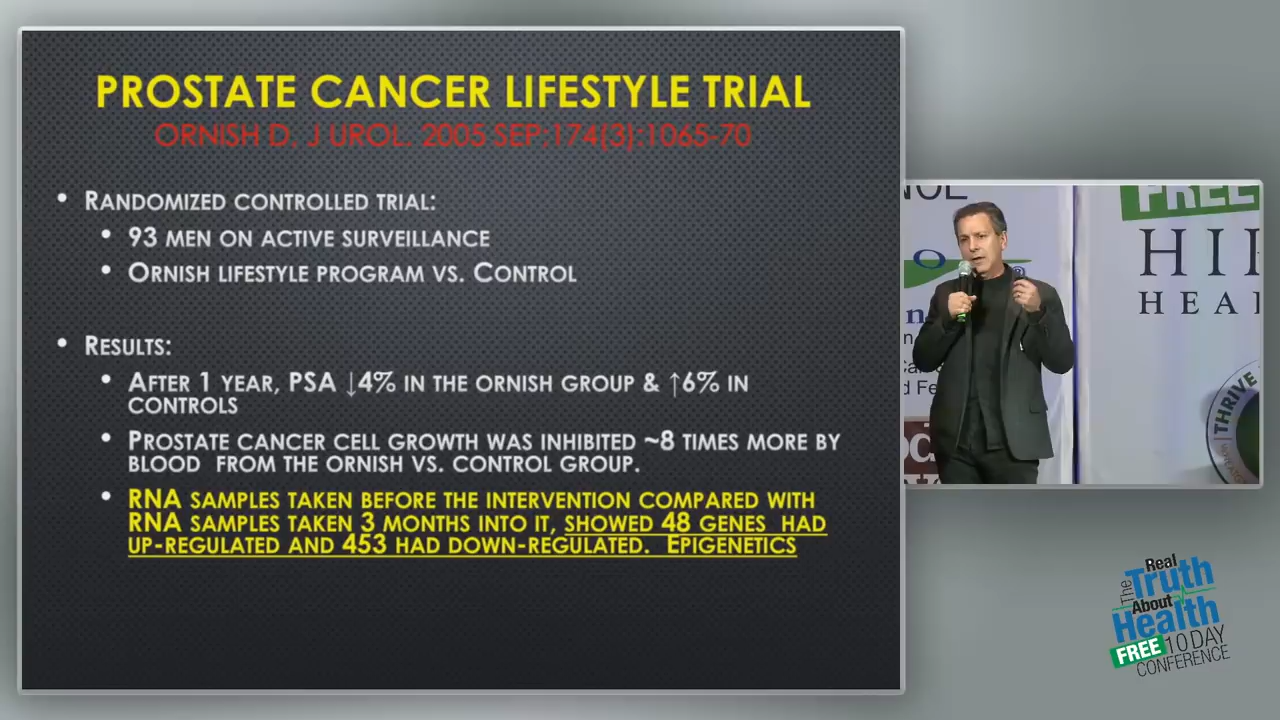 PROSTATE CANCER LIFESTYLE TRIAL
ORNISH D. J UROL. 2005 SEP;174(3):1065-70
• RANDOMIZED CONTROLLED TRIAL:
• 93 MEN ON ACTIVE SURVEILLANCE
• ORNISH LIFESTYLE PROGRAM VS. CONTROL
• RESULTS:
• AFTER 1 YEAR, PSA ↓4% IN THE ORNISH GROUP & ↑6% IN
CONTROLS
• PROSTATE CANCER CELL GROWTH WAS INHIBITED ~8 TIMES MORE BY
BLOOD FROM THE ORNISH VS. CONTROL GROUP.
• RNA SAMPLES TAKEN BEFORE THE INTERVENTION COMPARED WITH
RNA SAMPLES TAKEN 3 MONTHS INTO IT, SHOWED 48 GENES HAD
UP-REGULATED AND 453 HAD DOWN-REGULATED. EPIGENETICS
FREE
HEA
THRIVE
The Real
Truth
About
Health
FREE 10 DAY
CONFERENCE